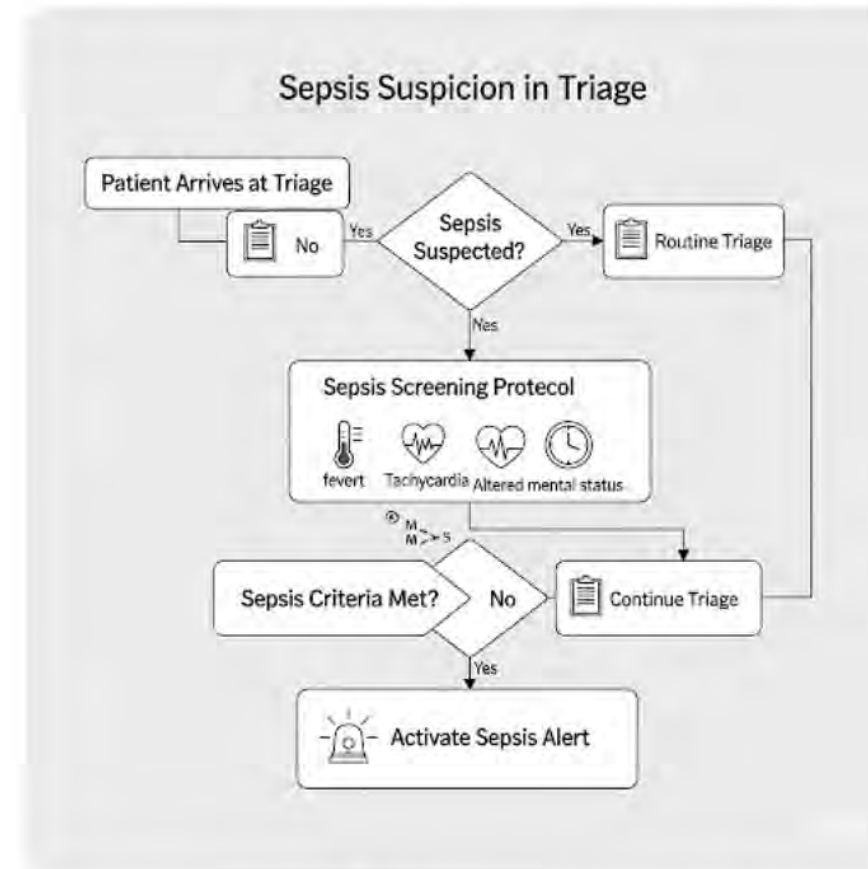 Sepsis Suspicion in Triage
Patient Arrives at Triage
No
Yes
Sepsis
Suspected?
Yes
Routine Triage
Nes
Sepsis Screening Protecol
fevert
Tachycardia
Altered mental status
M
M
S
Sepsis Criteria Met?
No
Continue Triage
Yes
Activate Sepsis Alert